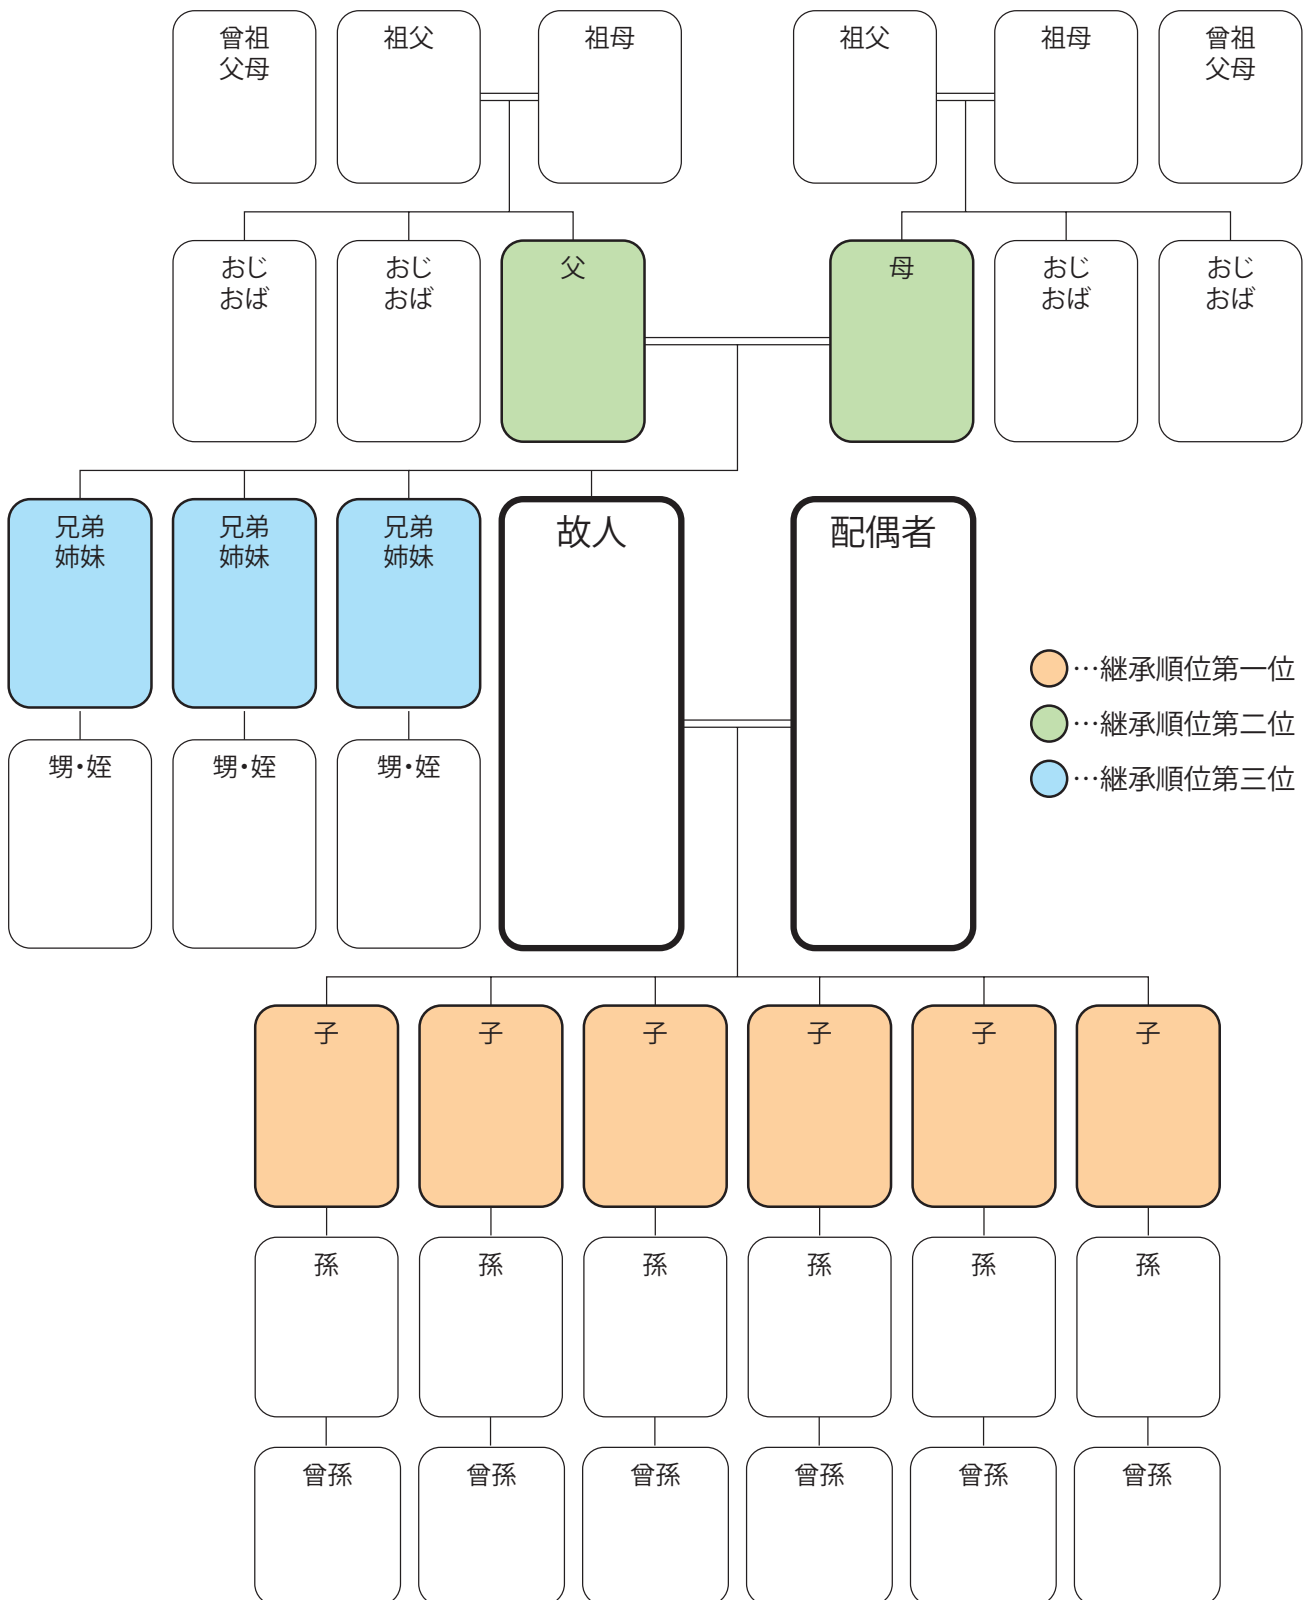 曾祖
父母
祖父
祖母
祖父
祖母
曾祖
父母
おじ
おば
おじ
おば
父
母
おじ
おば
おじ
おば
兄弟
姉妹
兄弟
姉妹
兄弟
姉妹
故人
配偶者
…継承順位第一位
…継承順位第二位
…継承順位第三位
甥・姪
甥・姪
甥・姪
子
子
子
子
子
子
孫
孫
孫
孫
孫
孫
曾孫
曾孫
曾孫
曾孫
曾孫
曾孫